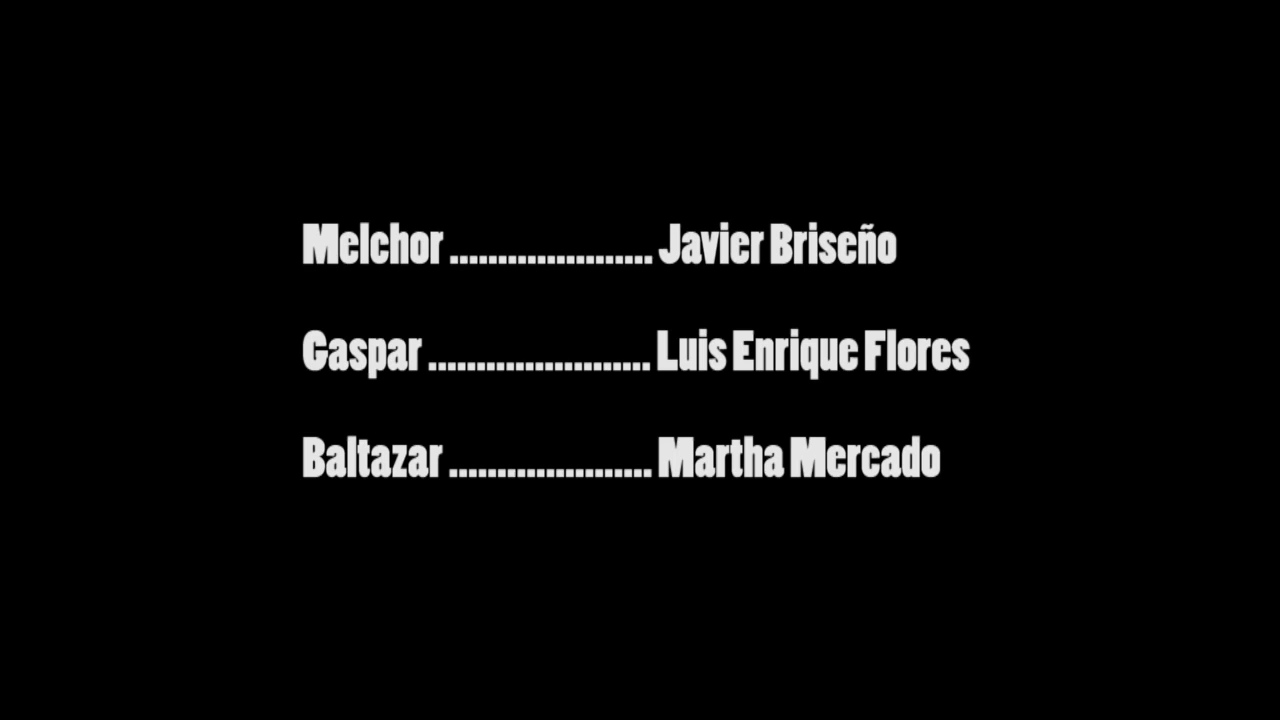 Melchor ..................... Javier Briseño
Gaspar ....................... Luis Enrique Flores
Baltazar ..................... Martha Mercado